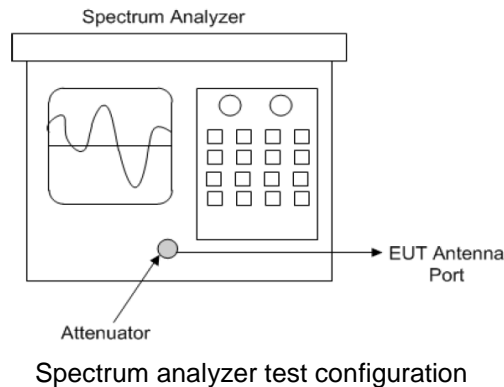 Spectrum Analyzer
EUT Antenna
Port
Attenuator
Spectrum analyzer test configuration